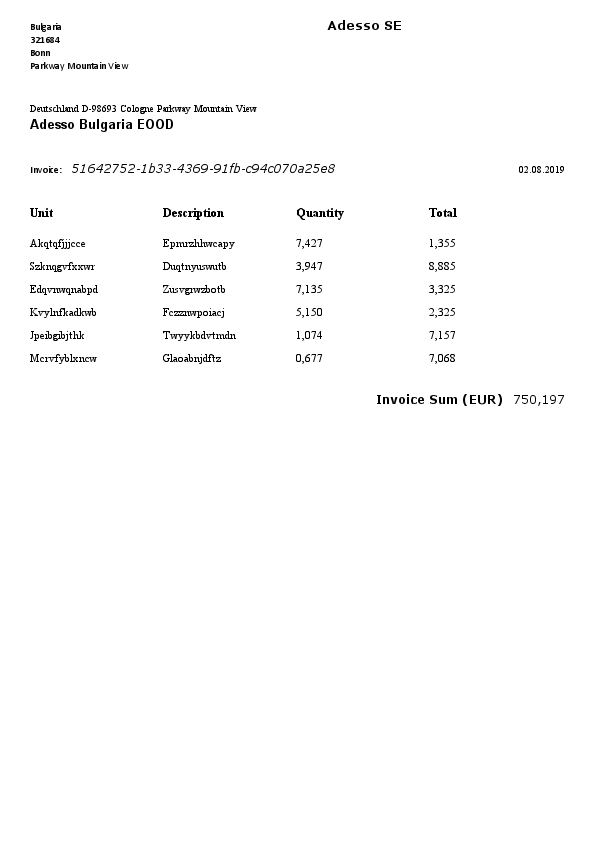 Bulgaria
321684
Bonn
Parkway Mountain View
Adesso SE
Deutschland D-98693 Cologne Parkway Mountain View
Adesso Bulgaria EOOD
Invoice: 51642752-1b33-4369-91fb-c94c070a25e8 02.08.2019
Unit Description Quantity Total
Akqtqfjjjcce Epmrzhhwcapy 7,427 1,355
Szknqgvfxxwr Duqtnyuswutb 3,947 8,885
Edqvnwqnabpd Zusvgrwzbotb 7,135 3,325
Kvylnfkadkwb Fczznwpoiacj 5,150 2,325
Jpeibgibjthk Twyykbdvtmdn 1,074 7,157
Mcrvfyblxncw Glaoabnjdftz 0,677 7,068
Invoice Sum (EUR) 750,197